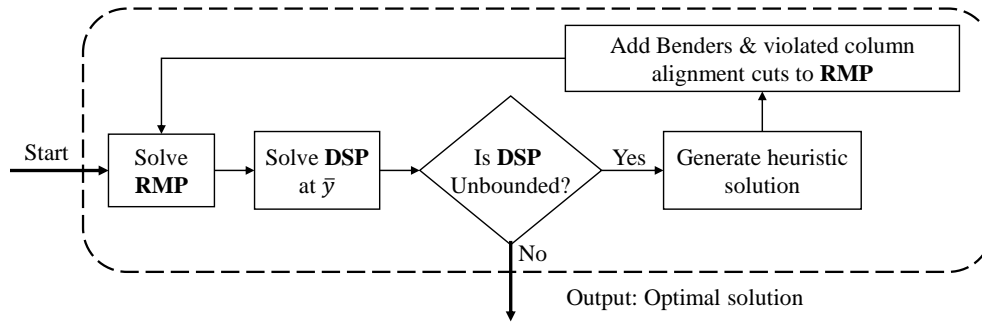 Add Benders & violated column
alignment cuts to RMP
Start
Solve
RMP
Solve DSP
at ȳ
Is DSP
Unbounded?
Yes
Generate heuristic
solution
No
Output: Optimal solution